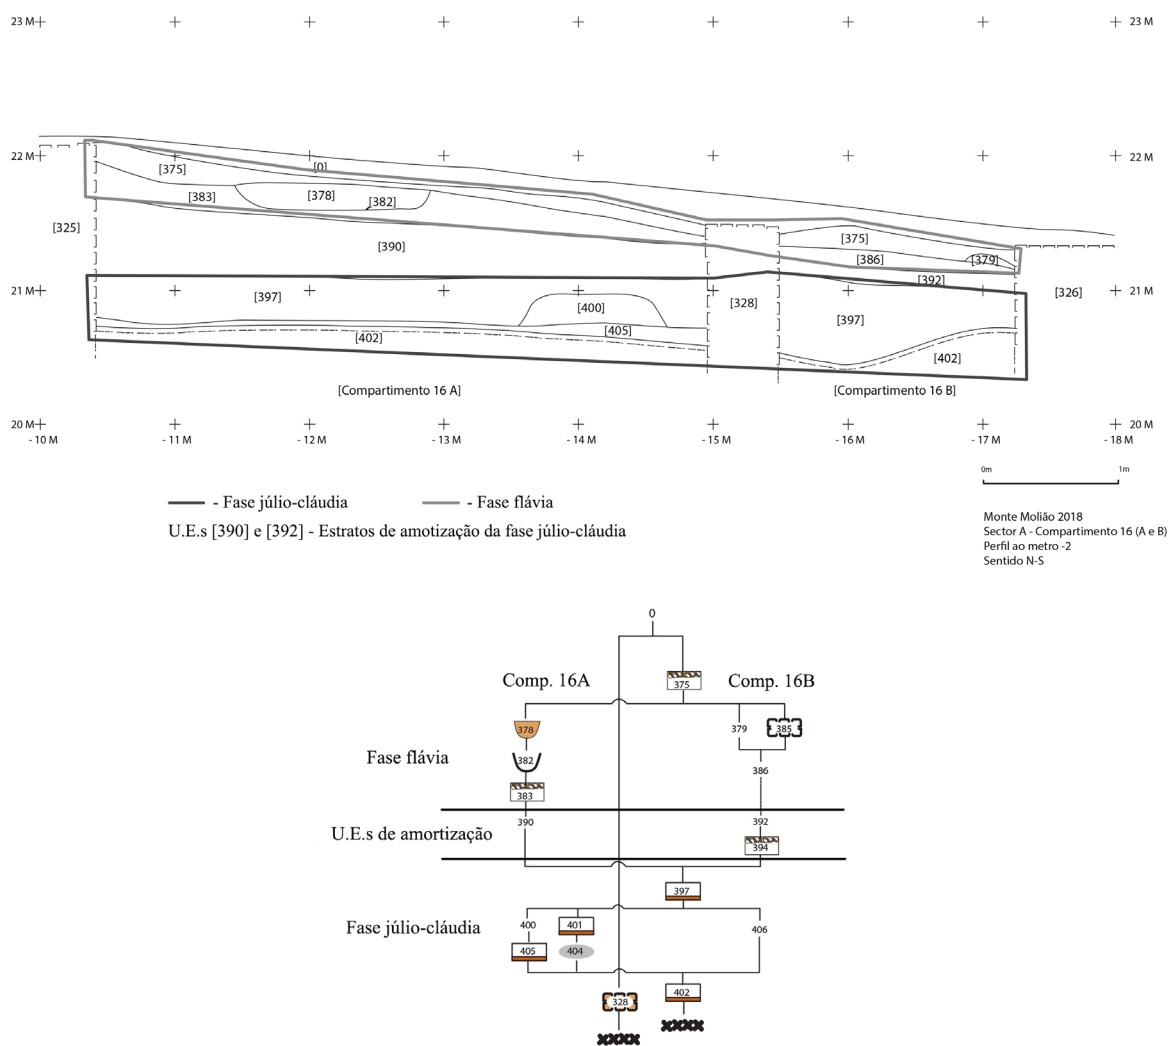 23 M
23 M
22 M
[0]
22 M
[375]
[378]
[383]
[382]
[325]
[375]
[390]
[386]
[379]
[392]
21 M
[397]
[400]
[328]
[397]
[326]
21 M
[405]
[402]
[402]
[Compartimento 16 A]
[Compartimento 16 B]
20 M
20 M
- 10 M
- 11 M
- 12 M
- 13 M
- 14 M
- 15 M
- 16 M
- 17 M
- 18 M
0m
1m
- Fase júlio-cláudia
- Fase flávia
U.E.s [390] e [392] - Estratos de amotização da fase júlio-cláudia
Monte Molião 2018
Sector A - Compartimento 16 (A e B)
Perfil ao metro -2
Sentido N-S
0
Comp. 16A
375
Comp. 16B
378
379
385
Fase flávia
382
386
383
390
392
U.E.s de amortização
394
397
Fase júlio-cláudia
400
401
406
405
404
402
328